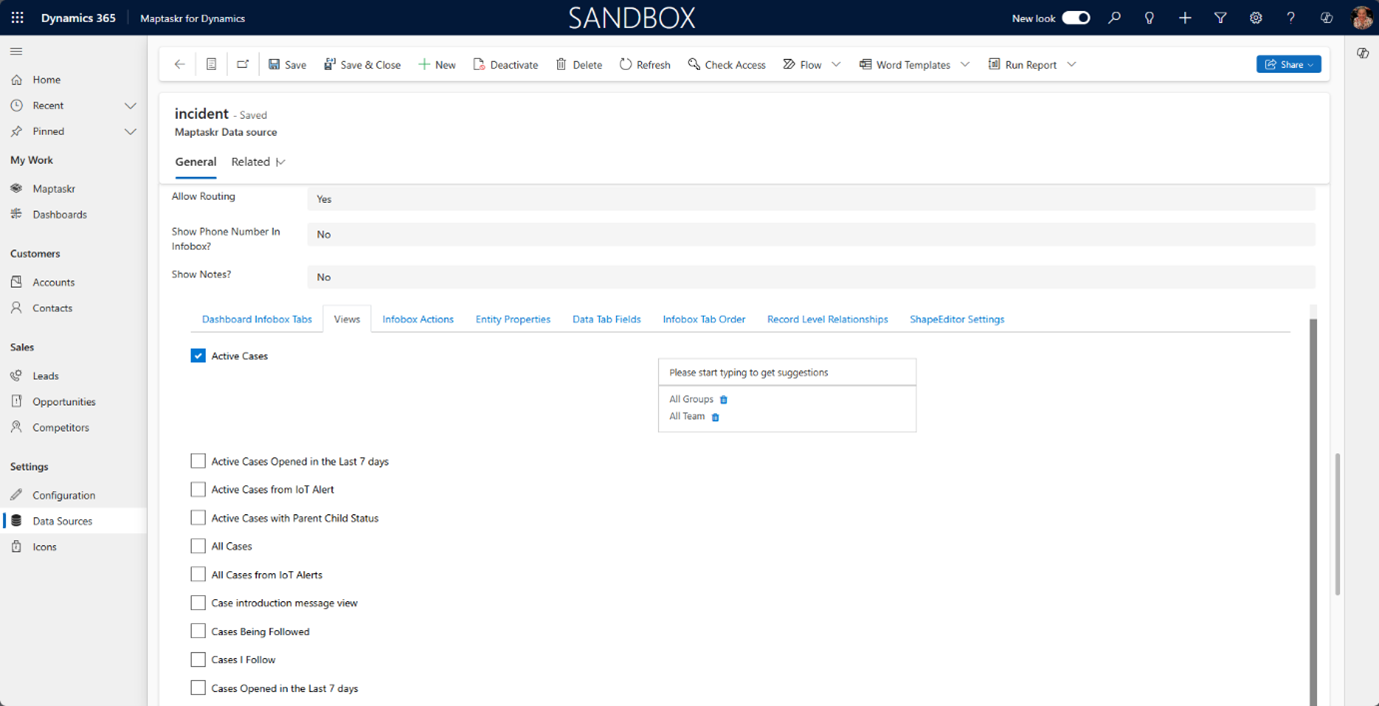 Dynamics 365 Maptaskr for Dynamics SANDBOX New look
Home
Recent
Pinned
My Work
Maptaskr
Dashboards
Customers
Accounts
Contacts
Sales
Leads
Opportunities
Competitors
Settings
Configuration
Data Sources
Icons
Save Save & Close New Deactivate Delete Refresh Check Access Flow Word Templates Run Report Share
incident - Saved
Maptaskr Data source
General Related
Allow Routing Yes
Show Phone Number In
Infobox? No
Show Notes? No
Dashboard Infobox Tabs Views Infobox Actions Entity Properties Data Tab Fields Infobox Tab Order Record Level Relationships ShapeEditor Settings
Active Cases
Please start typing to get suggestions
All Groups
All Team
Active Cases Opened in the Last 7 days
Active Cases from IoT Alert
Active Cases with Parent Child Status
All Cases
All Cases from IoT Alerts
Case introduction message view
Cases Being Followed
Cases I Follow
Cases Opened in the Last 7 days